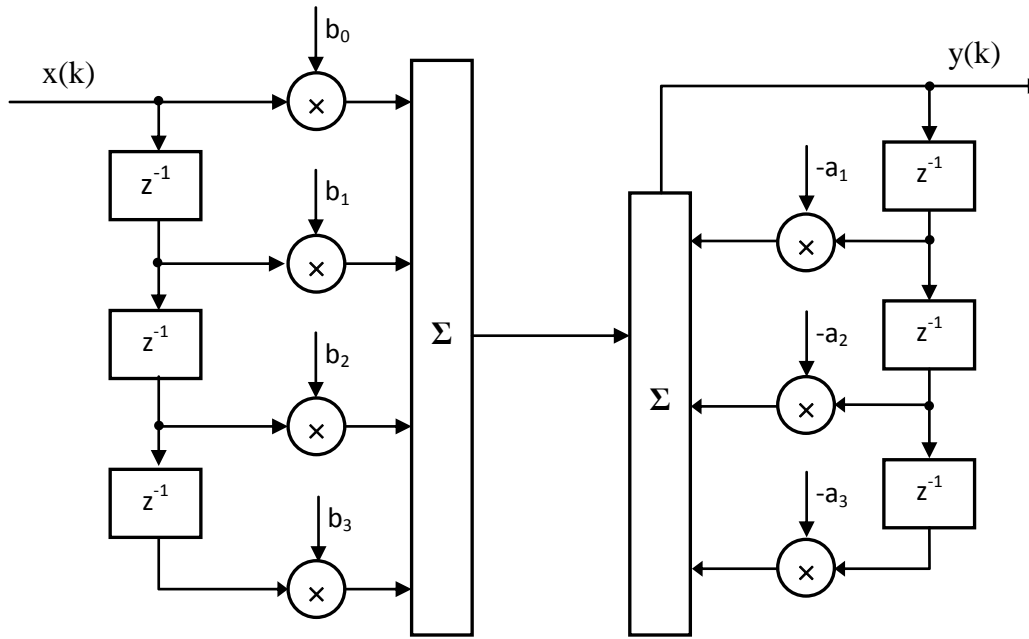 x(k)
b₀
×
z⁻¹
b₁
×
z⁻¹
b₂
×
z⁻¹
b₃
×
Σ
Σ
y(k)
z⁻¹
-a₁
×
z⁻¹
-a₂
×
z⁻¹
-a₃
×